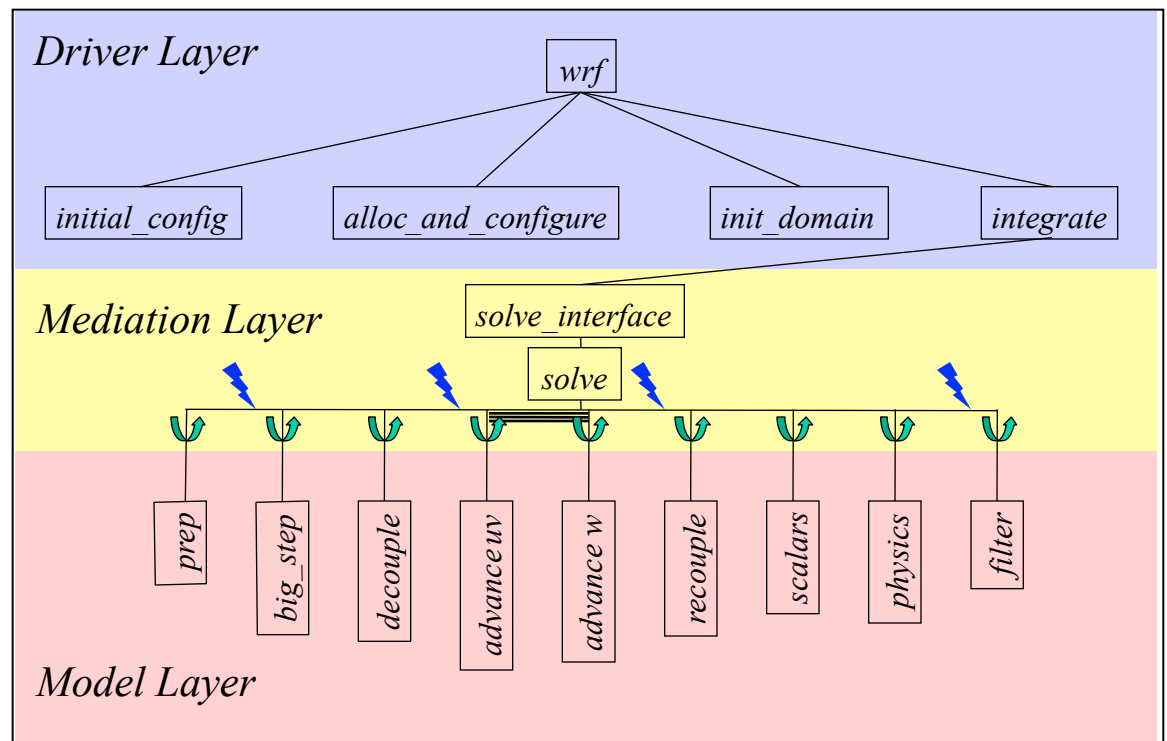 Driver Layer
wrf
initial_config
alloc_and_configure
init_domain
integrate
Mediation Layer
solve_interface
solve
prep
big_step
decouple
advance uv
advance w
recouple
scalars
physics
filter
Model Layer